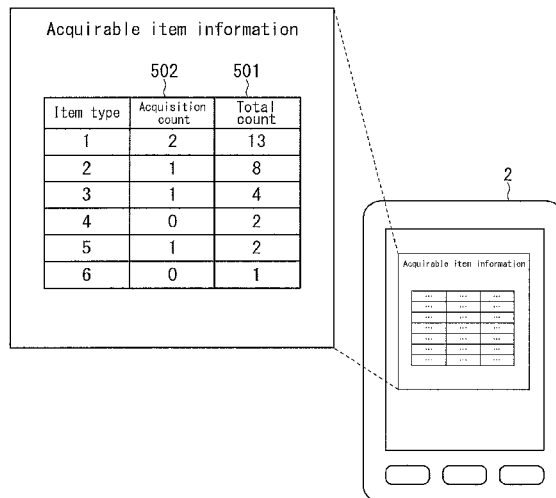 Acquirable item information
502 501
Item type Acquisition count Total count
1 2 13
2 1 8
3 1 4
4 0 2
5 1 2
6 0 1
2
Acquirable item information
... ... ...
... ... ...
... ... ...
... ... ...
... ... ...
... ... ...
... ... ...